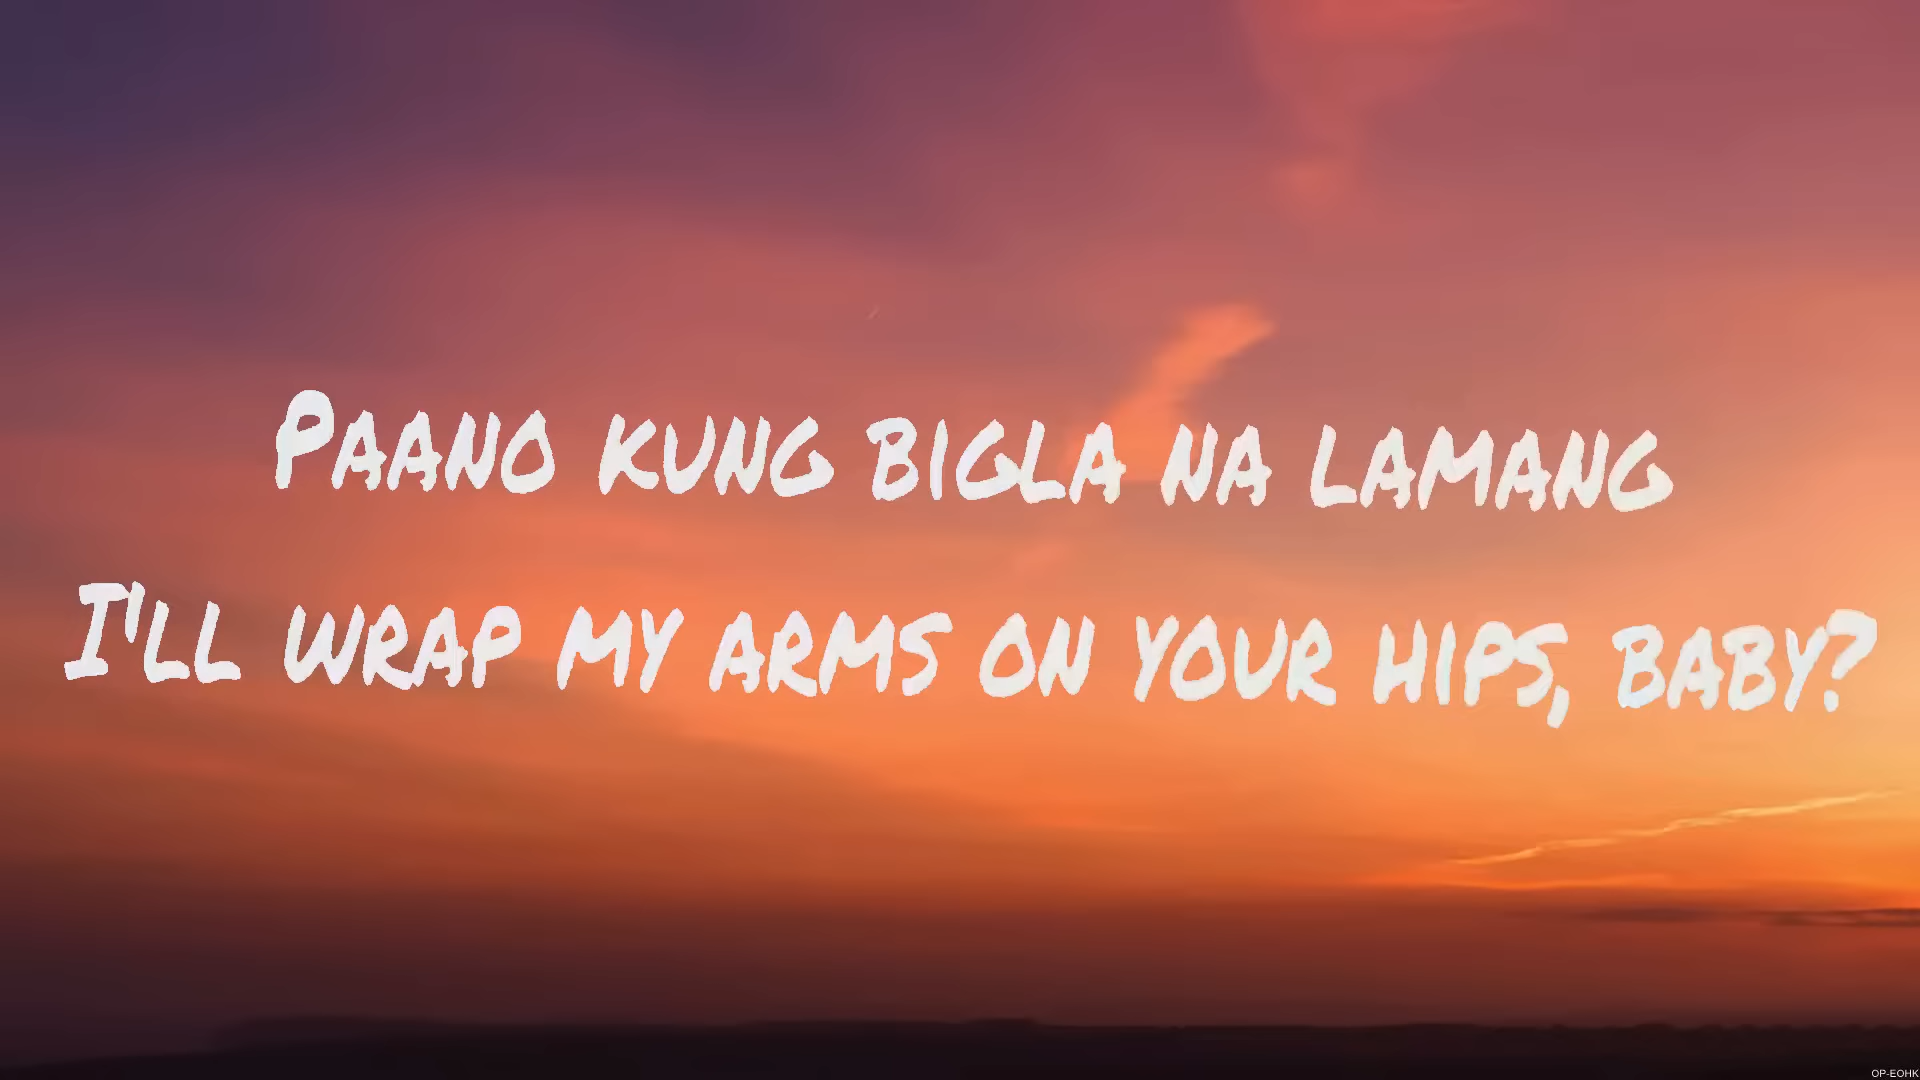 Paano kung bigla na lamang
I'll wrap my arms on your hips, baby?
OP-EOHK